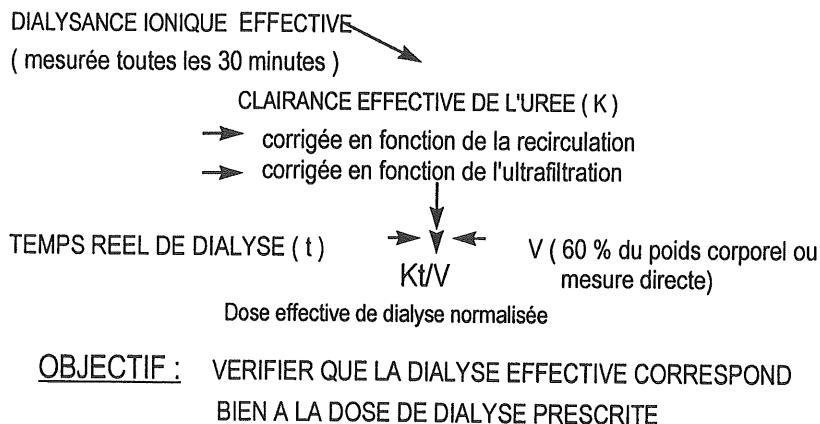 DIALYSANCE IONIQUE EFFECTIVE
( mesurée toutes les 30 minutes )
CLAIRANCE EFFECTIVE DE L'UREE ( K )
corrigée en fonction de la recirculation
corrigée en fonction de l'ultrafiltration
TEMPS REEL DE DIALYSE ( t )
V ( 60 % du poids corporel ou
mesure directe)
Kt/V
Dose effective de dialyse normalisée
OBJECTIF : VERIFIER QUE LA DIALYSE EFFECTIVE CORRESPOND
BIEN A LA DOSE DE DIALYSE PRESCRITE